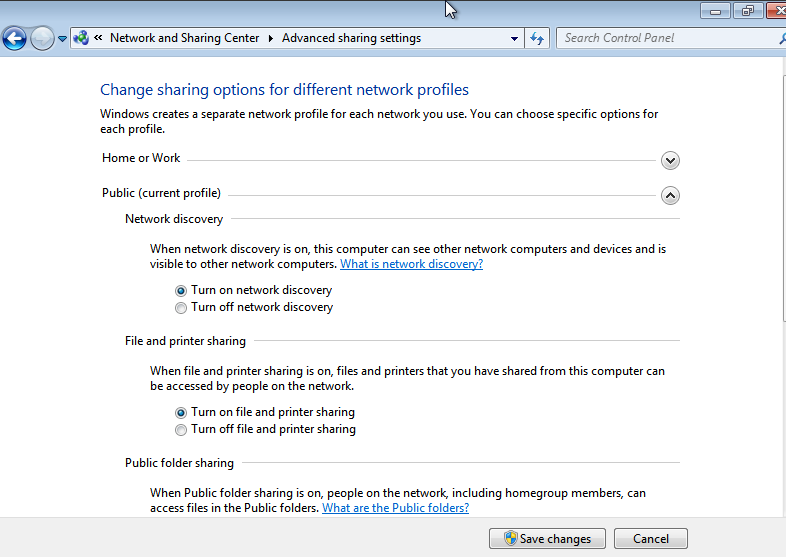 « Network and Sharing Center Advanced sharing settings
Search Control Panel
Change sharing options for different network profiles
Windows creates a separate network profile for each network you use. You can choose specific options for
each profile.
Home or Work
Public (current profile)
Network discovery
When network discovery is on, this computer can see other network computers and devices and is
visible to other network computers. What is network discovery?
Turn on network discovery
Turn off network discovery
File and printer sharing
When file and printer sharing is on, files and printers that you have shared from this computer can
be accessed by people on the network.
Turn on file and printer sharing
Turn off file and printer sharing
Public folder sharing
When Public folder sharing is on, people on the network, including homegroup members, can
access files in the Public folders. What are the Public folders?
Save changes
Cancel